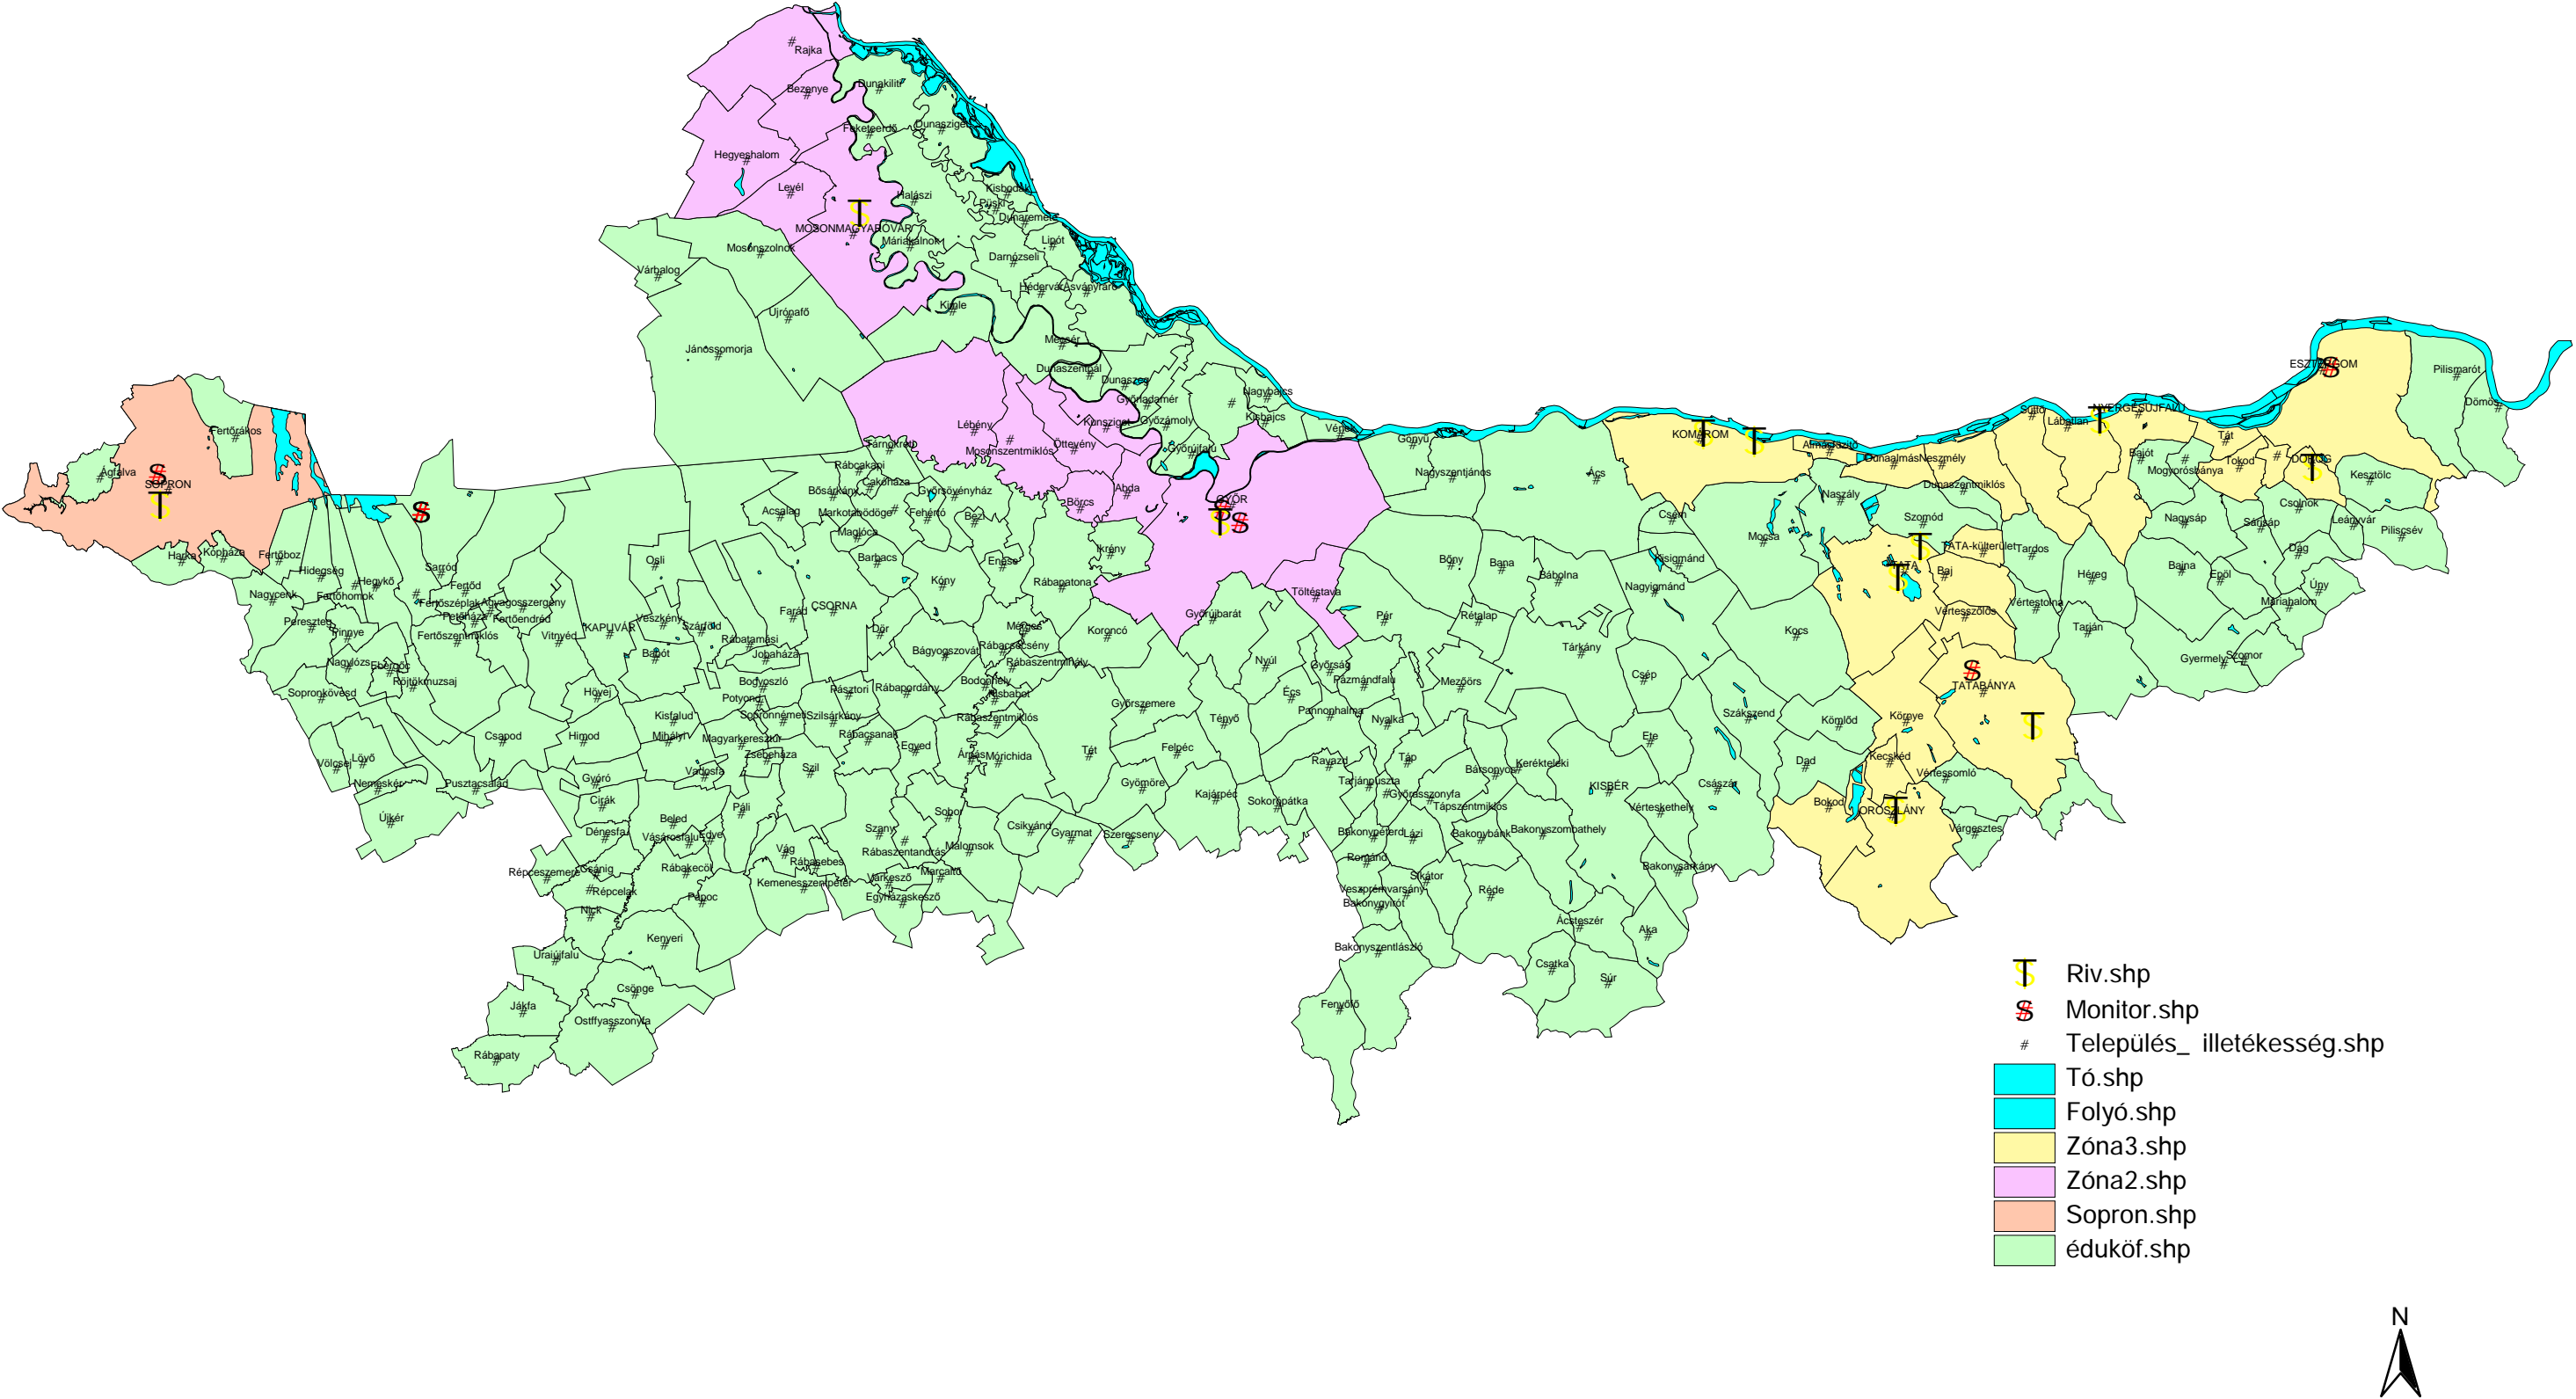 Rajka
Bezenye
Dunakiliti
Feketeerdő
Dunasziget
Hegyeshalom
Levél
Halászi
Kisbodak
Püski
Dunaremete
MOSONMAGYARÓVÁR
Máriakálnok
Lipót
Mosonszolnok
Darnózseli
Várbalog
Hédervár
Ásványráró
Kimle
Újrónafő
Mecsér
Jánossomorja
Dunaszentpál
Dunaszeg
Győrladamér
Nagybajcs
Kisbajcs
Vének
Győrzámoly
Kunsziget
Lébény
Öttevény
Mosonszentmiklós
Győrújfalu
Abda
Börcs
GYŐR
Fertőrákos
Ágfalva
SOPRON
Harka
Kópháza
Fertőboz
Hidegség
Hegykő
Fertőhomok
Nagycenk
Sarród
Fertőd
Fertőszéplak
Agyagosszergény
Petőháza
Fertőendréd
Pereszteg
Pinnye
Fertőszentmiklós
Vitnyéd
KAPUVÁR
Nagylózs
Ebergőc
Röjtökmuzsaj
Sopronkövesd
Völcsej
Lövő
Nemeskér
Újkér
Csapod
Pusztacsalád
Osli
Veszkény
Szárföld
Babót
Hövej
Kisfalud
Himod
Mihályi
Gyóró
Cirák
Dénesfa
Beled
Vásárosfalu
Edve
Répceszemere
Csánig
Répcelak
Nick
Rábakecöl
Pápoc
Kenyeri
Uraiújfalu
Csönge
Jákfa
Ostffyasszonyfa
Rábapaty
Tárnokréti
Rábcakapi
Cakóháza
Bősárkány
Győrsövényház
Acsalag
Markotabödöge
Fehértó
Bezi
Maglóca
Barbacs
Enese
Ikrény
Kóny
Rábapatona
Farád
CSORNA
Rábatamási
Jobaháza
Dör
Bágyogszovát
Mérges
Rábacsécsény
Rábaszentmihály
Koroncó
Bogyoszló
Potyond
Pásztori
Rábapordány
Bodonhely
Kisbabot
Rábaszentmiklós
Sopronnémeti
Szilsárkány
Magyarkeresztúr
Zsebeháza
Rábacsanak
Egyed
Árpás
Mórichida
Vadosfa
Szil
Páli
Sobor
Szany
Rábaszentandrás
Malomsok
Vág
Rábasebes
Kemenesszentpéter
Várkesző
Marcaltő
Egyházaskesző
Csikvánd
Gyarmat
Szerecseny
Győrújbarát
Töltéstava
Nyúl
Győrság
Pázmándfalu
Écs
Pannonhalma
Nyalka
Győrszemere
Tényő
Tét
Felpéc
Gyömöre
Kajárpéc
Sokorópátka
Ravazd
Táp
Tarjánpuszta
Győrasszonyfa
Tápszentmiklós
Bakonypéterd
Lázi
Bakonybánk
Románd
Sikátor
Veszprémvarsány
Bakonygyirót
Réde
Bakonyszentlászló
Fenyőfő
Gönyű
Nagyszentjános
Ács
Bőny
Bana
Bábolna
Pér
Rétalap
Mezőörs
Tárkány
Csép
Ete
Bársonyos
Kerékteleki
KISBÉR
Bakonyszombathely
Vérteskethely
Császár
Bakonysárkány
Ácsteszér
Aka
Csatka
Súr
Csém
Kisigmánd
Nagyigmánd
Mocsa
Kocs
Szákszend
Kömlőd
Dad
KOMÁROM
Almásfüzitő
Dunaalmás
Neszmély
Dunaszentmiklós
Naszály
Szomód
TATA-külterület
TATA
Baj
Tardos
Vértesszőlős
Vértestolna
TATABÁNYA
Környe
Kecskéd
Vértessomló
Bokod
OROSZLÁNY
Várgesztes
Süttő
Lábatlan
NYERGESÚJFALU
Bajót
Mogyorósbánya
Tát
Tokod
DOROG
ESZTERGOM
Pilismarót
Dömös
Kesztölc
Csolnok
Leányvár
Piliscsév
Nagysáp
Sárisáp
Dág
Héreg
Bajna
Epöl
Úny
Máriahalom
Tarján
Gyermely
Szomor
Riv.shp
Monitor.shp
Település_ illetékesség.shp
Tó.shp
Folyó.shp
Zóna3.shp
Zóna2.shp
Sopron.shp
éduköf.shp
N